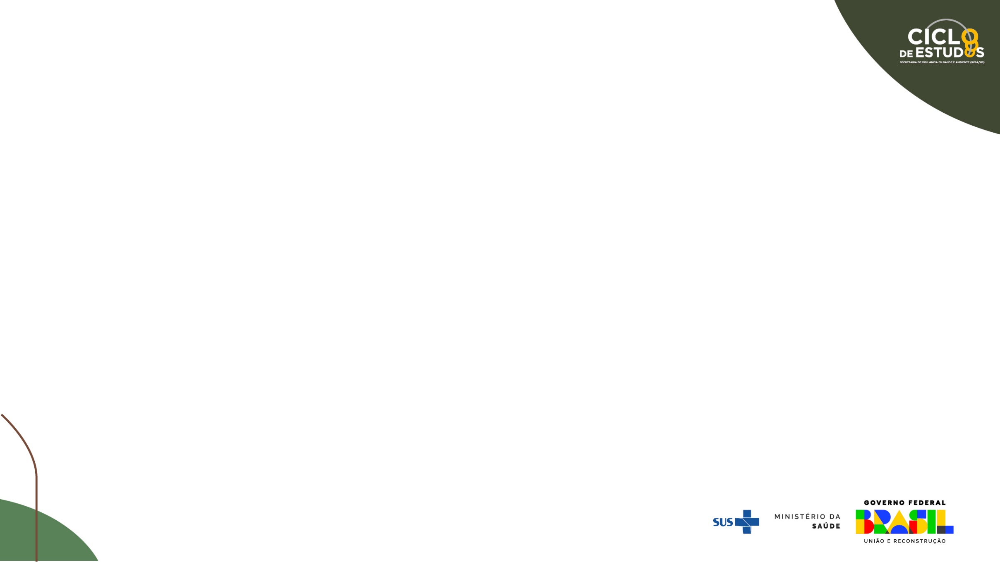 CICLO
DE ESTUDOS
SECRETARIA DE VIGILÂNCIA EM SAÚDE E AMBIENTE (SVSA/MS)
SUS
MINISTÉRIO DA
SAÚDE
GOVERNO FEDERAL
BRASIL
UNIÃO E RECONSTRUÇÃO